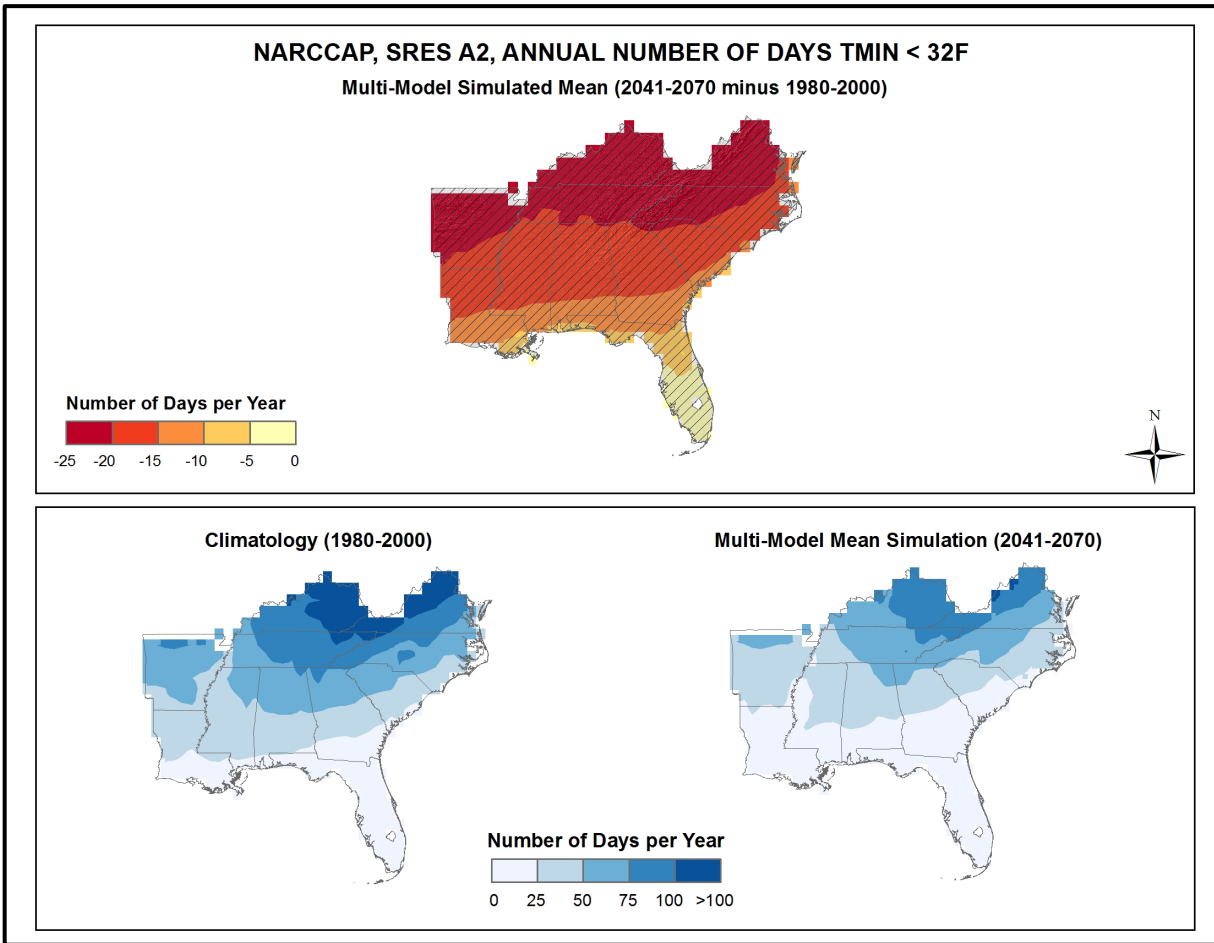 NARCCAP, SRES A2, ANNUAL NUMBER OF DAYS TMIN < 32F
Multi-Model Simulated Mean (2041-2070 minus 1980-2000)
Number of Days per Year
-25 -20 -15 -10 -5 0
N
Climatology (1980-2000)
Multi-Model Mean Simulation (2041-2070)
Number of Days per Year
0 25 50 75 100 >100